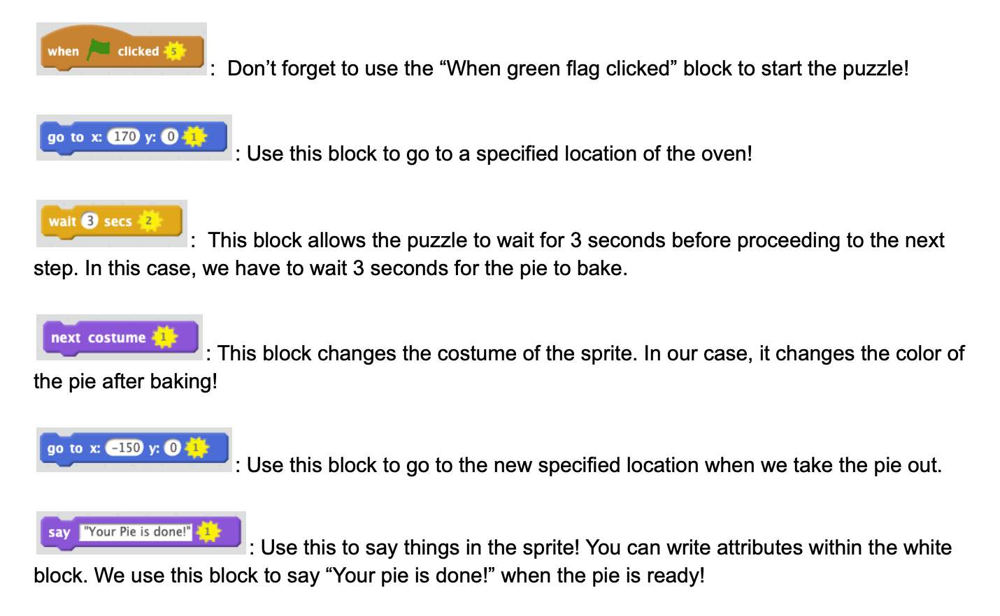 when clicked 5 :  Don’t forget to use the “When green flag clicked” block to start the puzzle!
go to x: 170 y: 0 1 : Use this block to go to a specified location of the oven!
wait 3 secs 2 :  This block allows the puzzle to wait for 3 seconds before proceeding to the next
step. In this case, we have to wait 3 seconds for the pie to bake.
next costume 1 : This block changes the costume of the sprite. In our case, it changes the color of
the pie after baking!
go to x: -150 y: 0 1 : Use this block to go to the new specified location when we take the pie out.
say "Your Pie is done!" 1 : Use this to say things in the sprite! You can write attributes within the white
block. We use this block to say “Your pie is done!” when the pie is ready!